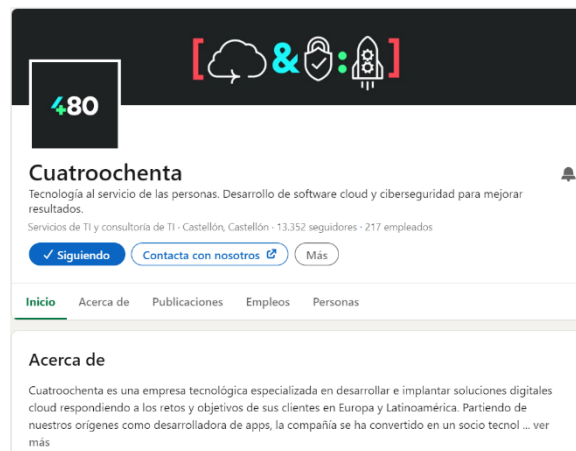 [ & : ]
480
Cuatroochenta
Tecnología al servicio de las personas. Desarrollo de software cloud y ciberseguridad para mejorar
resultados.
Servicios de TI y consultoría de TI · Castellón, Castellón · 13.352 seguidores · 217 empleados
✓ Siguiendo Contacta con nosotros Más
Inicio Acerca de Publicaciones Empleos Personas
Acerca de
Cuatroochenta es una empresa tecnológica especializada en desarrollar e implantar soluciones digitales
cloud respondiendo a los retos y objetivos de sus clientes en Europa y Latinoamérica. Partiendo de
nuestros orígenes como desarrolladora de apps, la compañía se ha convertido en un socio tecnol ... ver
más